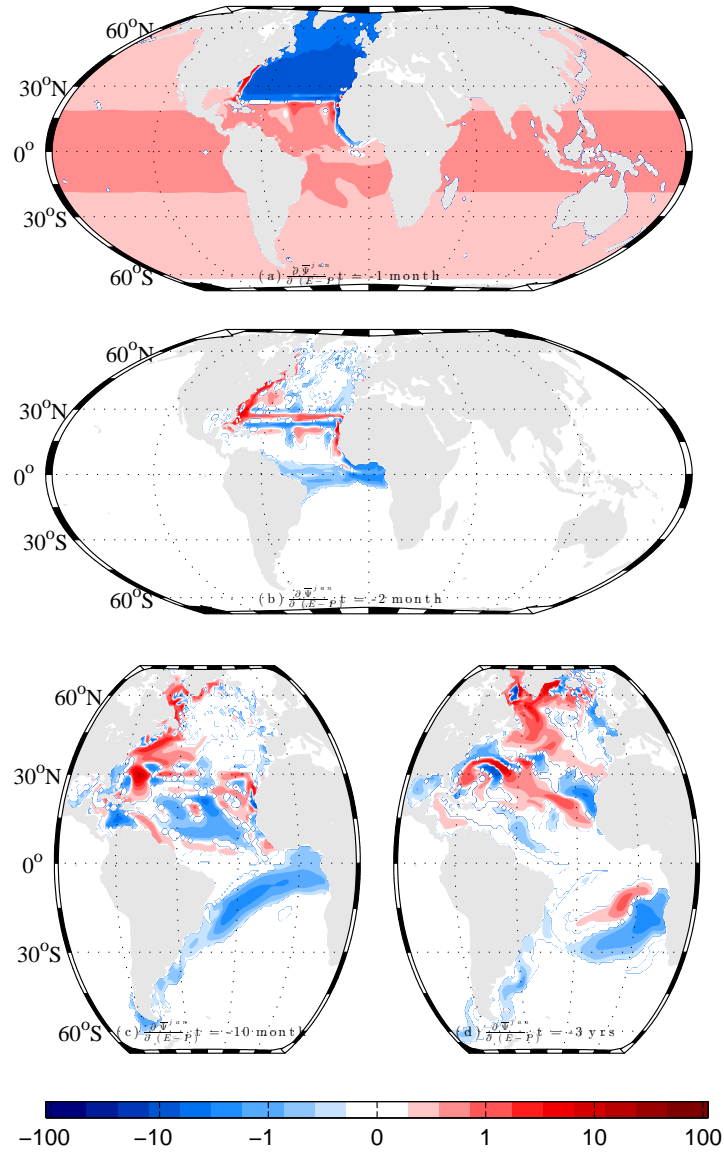 60°N
30°N
0°
30°S
60°S
(a) ∂Ψ̅^jan / ∂(E−P) t = -1 month
60°N
30°N
0°
30°S
60°S
(b) ∂Ψ̅^jan / ∂(E−P) t = -2 month
60°N
30°N
0°
30°S
60°S
(c) ∂Ψ̅^jan / ∂(E−P) t = -10 month
(d) ∂Ψ̅^jan / ∂(E−P) t = -3 yrs
−100 −10 −1 0 1 10 100